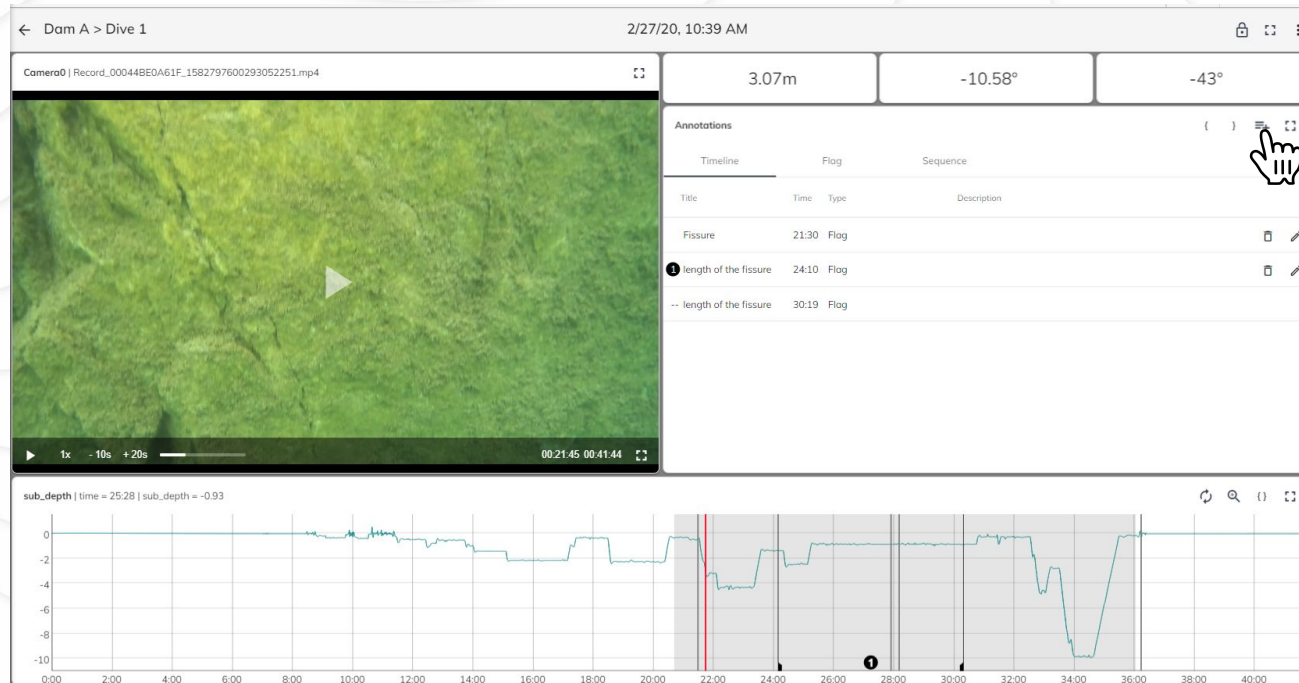 Dam A > Dive 1
2/27/20, 10:39 AM
Camera0 | Record_00044BE0A61F_1582797600293052251.mp4
3.07m
-10.58°
-43°
Annotations
{ }
Timeline Flag Sequence
Title Time Type Description
Fissure 21:30 Flag
1 length of the fissure 24:10 Flag
-- length of the fissure 30:19 Flag
1x - 10s + 20s 00:21:45 00:41:44
sub_depth | time = 25:28 | sub_depth = -0.93
{}
0
-2
-4
-6
-8
-10
1
0:00 2:00 4:00 6:00 8:00 10:00 12:00 14:00 16:00 18:00 20:00 22:00 24:00 26:00 28:00 30:00 32:00 34:00 36:00 38:00 40:00